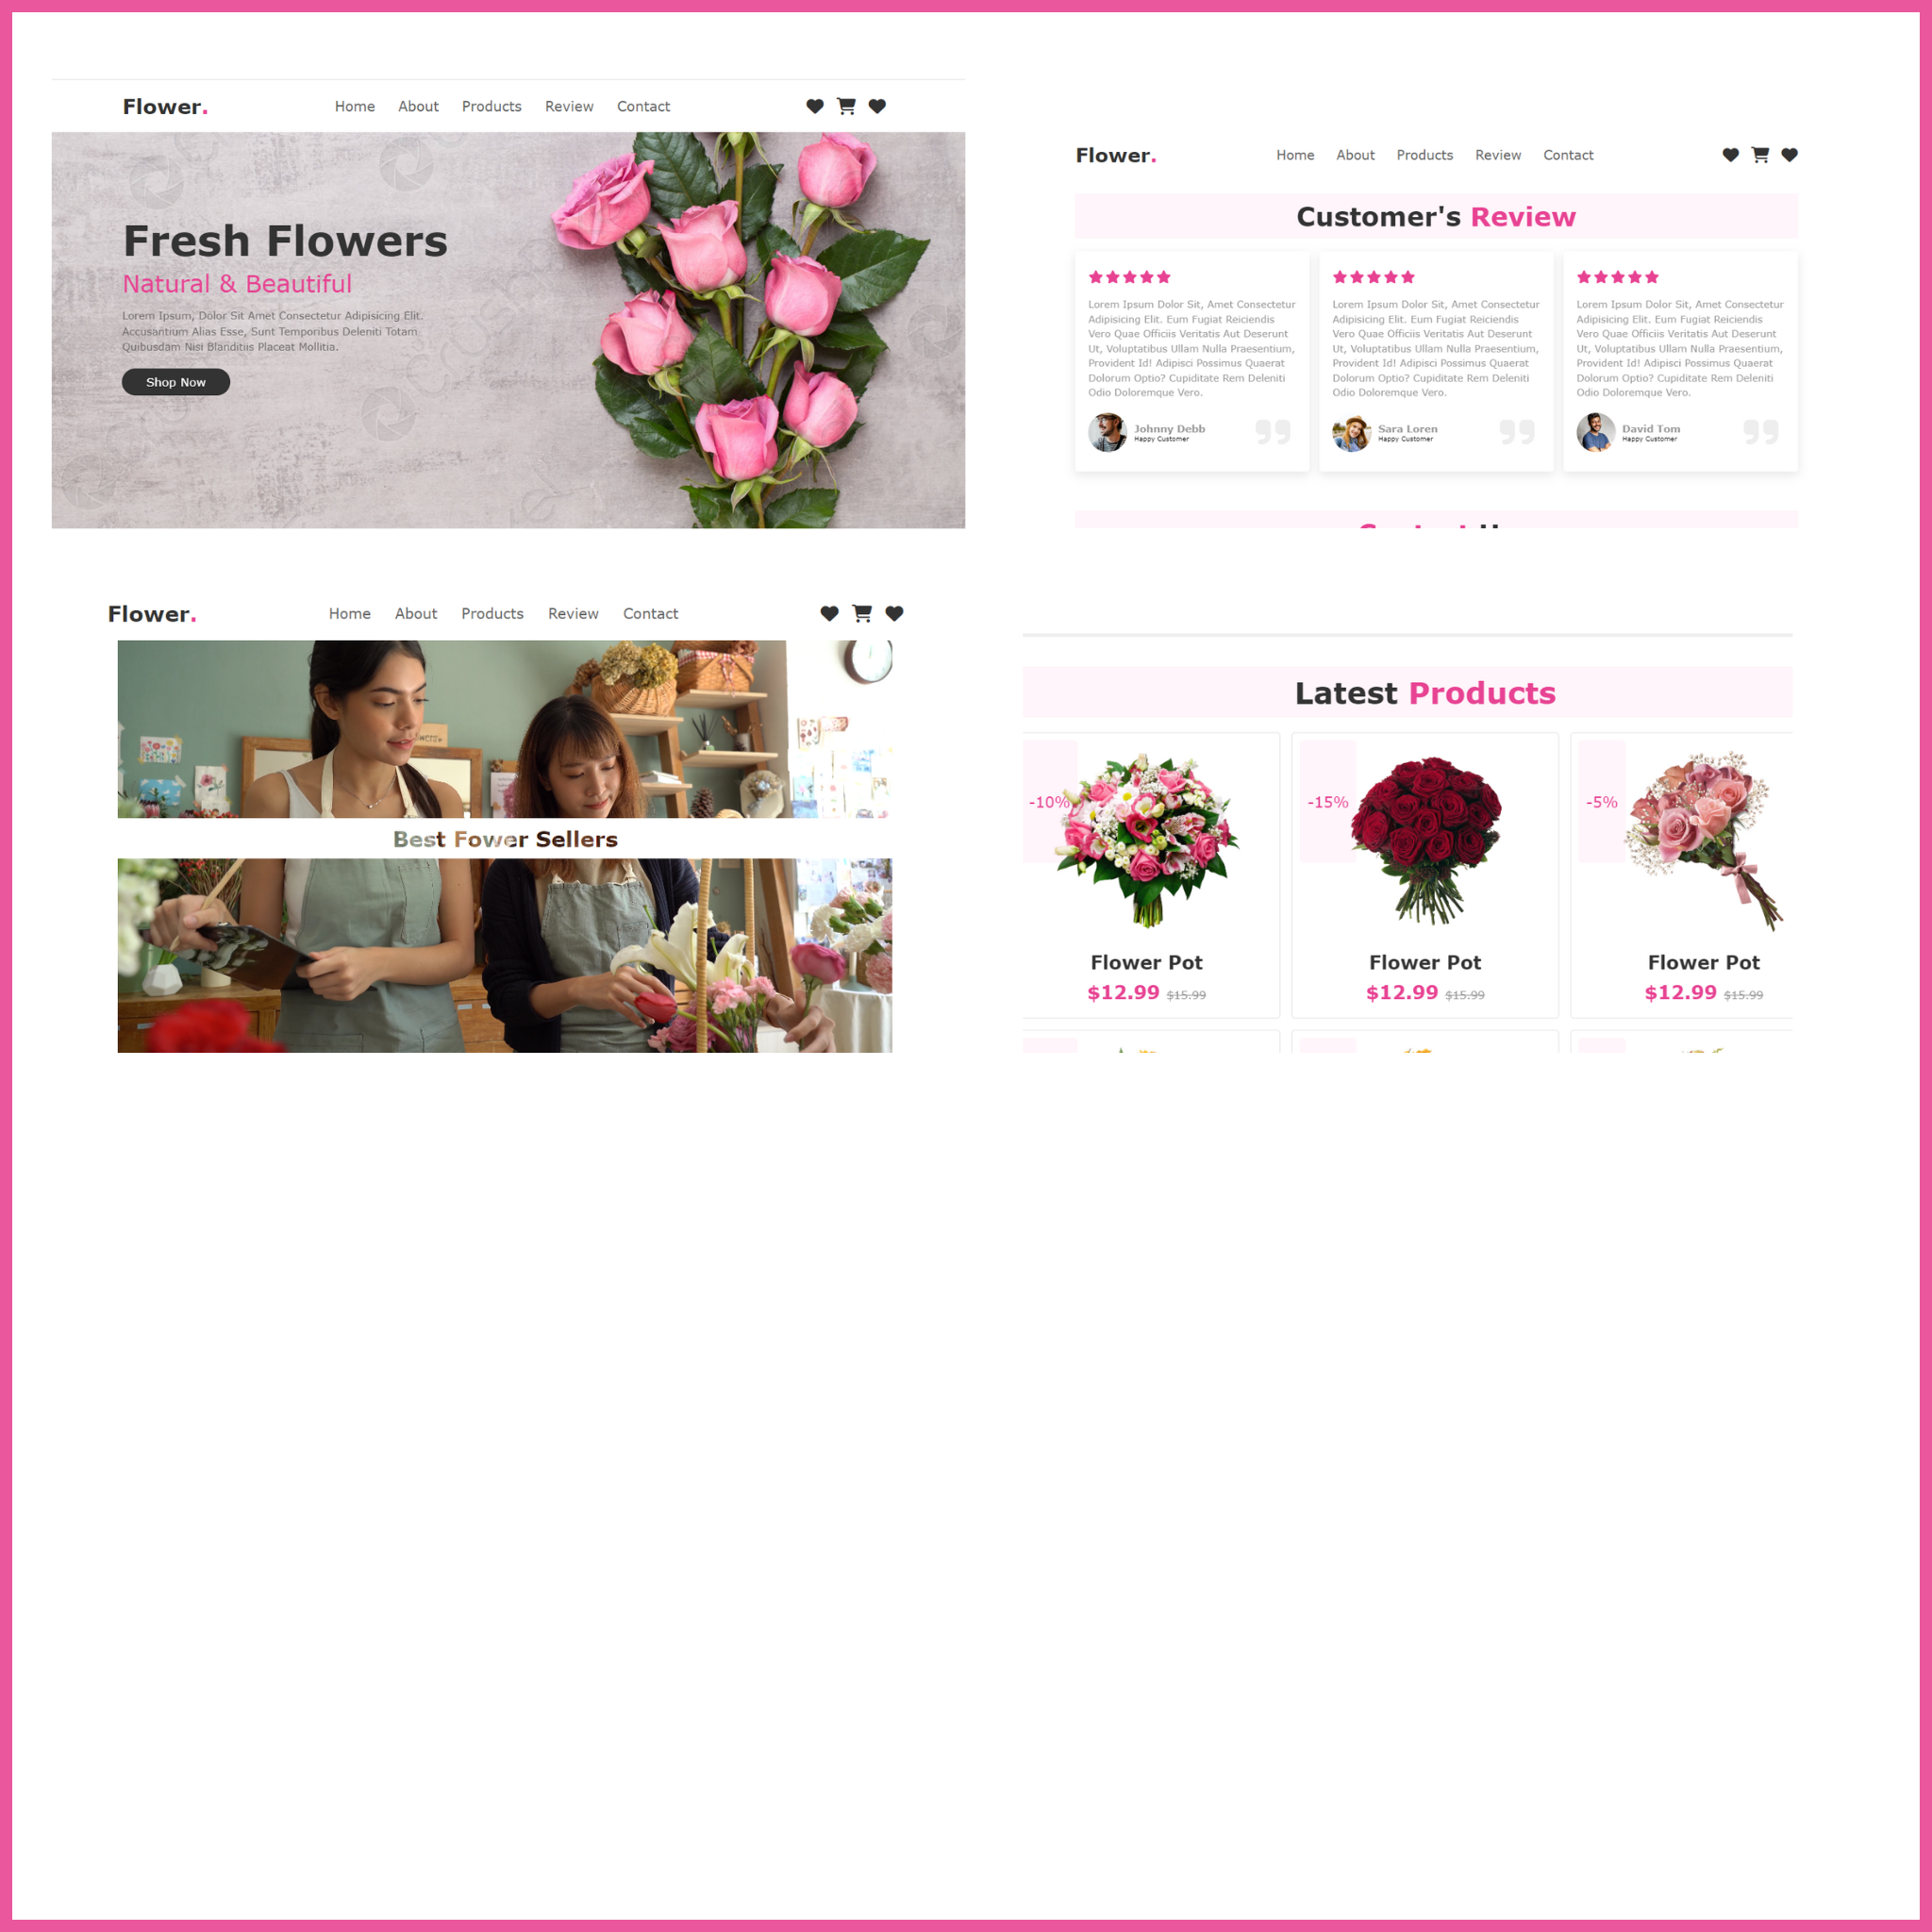 Flower.
Home About Products Review Contact
Fresh Flowers
Natural & Beautiful
Lorem Ipsum, Dolor Sit Amet Consectetur Adipisicing Elit.
Accusantium Alias Esse, Sunt Temporibus Deleniti Totam
Quibusdam Nisi Blanditiis Placeat Mollitia.
Shop Now
Flower.
Home About Products Review Contact
Customer's Review
Lorem Ipsum Dolor Sit, Amet Consectetur
Adipisicing Elit. Eum Fugiat Reiciendis
Vero Quae Officiis Veritatis Aut Deserunt
Ut, Voluptatibus Ullam Nulla Praesentium,
Provident Id! Adipisci Possimus Quaerat
Dolorum Optio? Cupiditate Rem Deleniti
Odio Doloremque Vero.
Johnny Debb
Happy Customer
Lorem Ipsum Dolor Sit, Amet Consectetur
Adipisicing Elit. Eum Fugiat Reiciendis
Vero Quae Officiis Veritatis Aut Deserunt
Ut, Voluptatibus Ullam Nulla Praesentium,
Provident Id! Adipisci Possimus Quaerat
Dolorum Optio? Cupiditate Rem Deleniti
Odio Doloremque Vero.
Sara Loren
Happy Customer
Lorem Ipsum Dolor Sit, Amet Consectetur
Adipisicing Elit. Eum Fugiat Reiciendis
Vero Quae Officiis Veritatis Aut Deserunt
Ut, Voluptatibus Ullam Nulla Praesentium,
Provident Id! Adipisci Possimus Quaerat
Dolorum Optio? Cupiditate Rem Deleniti
Odio Doloremque Vero.
David Tom
Happy Customer
Flower.
Home About Products Review Contact
Best Fower Sellers
Latest Products
-10%
Flower Pot
$12.99 $15.99
-15%
Flower Pot
$12.99 $15.99
-5%
Flower Pot
$12.99 $15.99